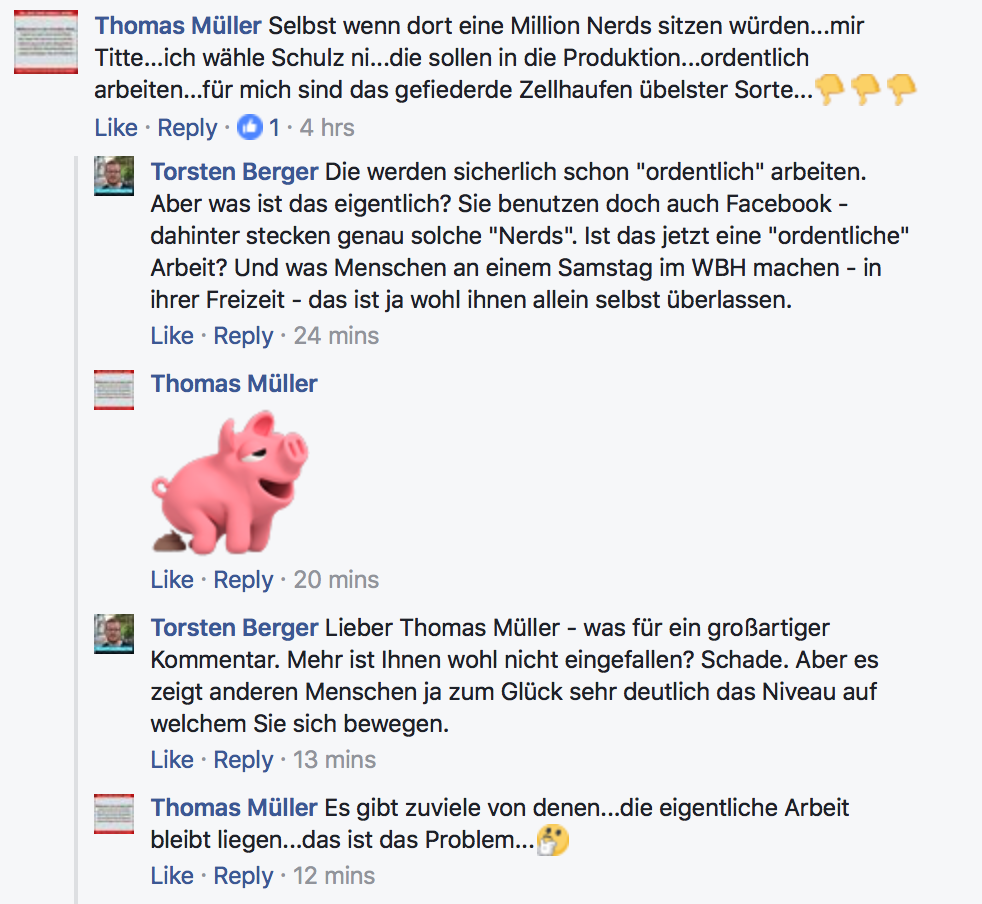 Thomas Müller Selbst wenn dort eine Million Nerds sitzen würden...mir
Titte...ich wähle Schulz ni...die sollen in die Produktion...ordentlich
arbeiten...für mich sind das gefiederde Zellhaufen übelster Sorte...👇👇👇
Like · Reply · 1 · 4 hrs
Torsten Berger Die werden sicherlich schon "ordentlich" arbeiten.
Aber was ist das eigentlich? Sie benutzen doch auch Facebook -
dahinter stecken genau solche "Nerds". Ist das jetzt eine "ordentliche"
Arbeit? Und was Menschen an einem Samstag im WBH machen - in
ihrer Freizeit - das ist ja wohl ihnen allein selbst überlassen.
Like · Reply · 24 mins
Thomas Müller
Like · Reply · 20 mins
Torsten Berger Lieber Thomas Müller - was für ein großartiger
Kommentar. Mehr ist Ihnen wohl nicht eingefallen? Schade. Aber es
zeigt anderen Menschen ja zum Glück sehr deutlich das Niveau auf
welchem Sie sich bewegen.
Like · Reply · 13 mins
Thomas Müller Es gibt zuviele von denen...die eigentliche Arbeit
bleibt liegen...das ist das Problem...🤔
Like · Reply · 12 mins